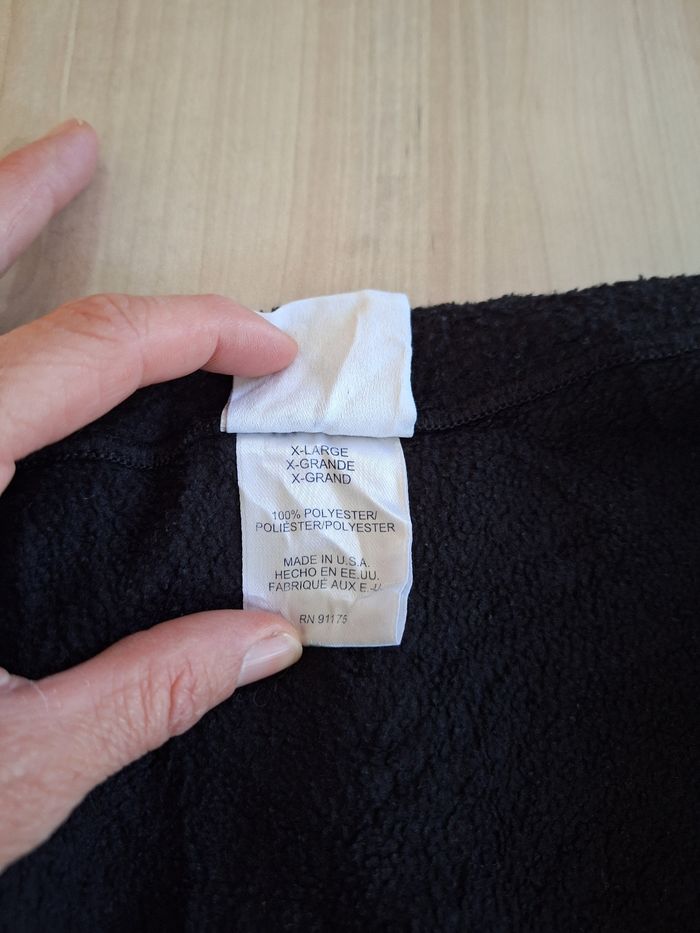 X-LARGE
X-GRANDE
X-GRAND
100% POLYESTER/
POLIÉSTER/POLYESTER
MADE IN U.S.A.
HECHO EN EE.UU.
FABRIQUÉ AUX E.-U.
RN 91175